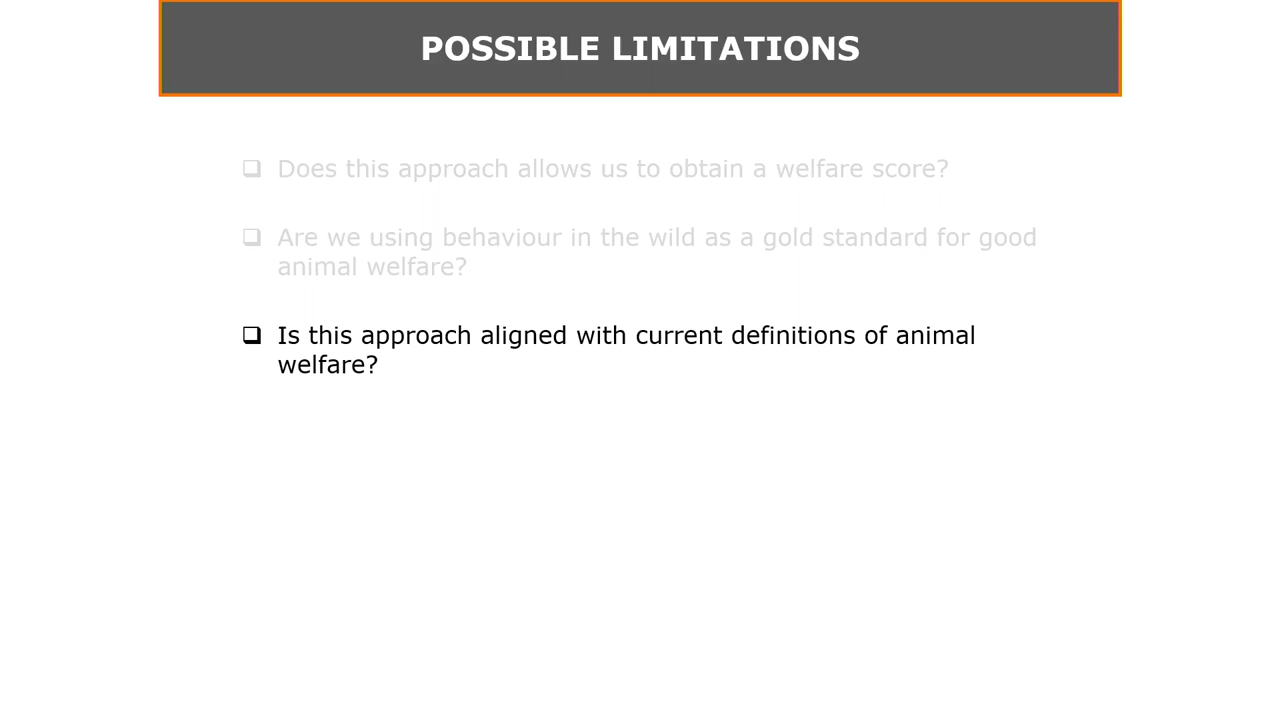 POSSIBLE LIMITATIONS
❑ Does this approach allows us to obtain a welfare score?
❑ Are we using behaviour in the wild as a gold standard for good
animal welfare?
❑ Is this approach aligned with current definitions of animal
welfare?